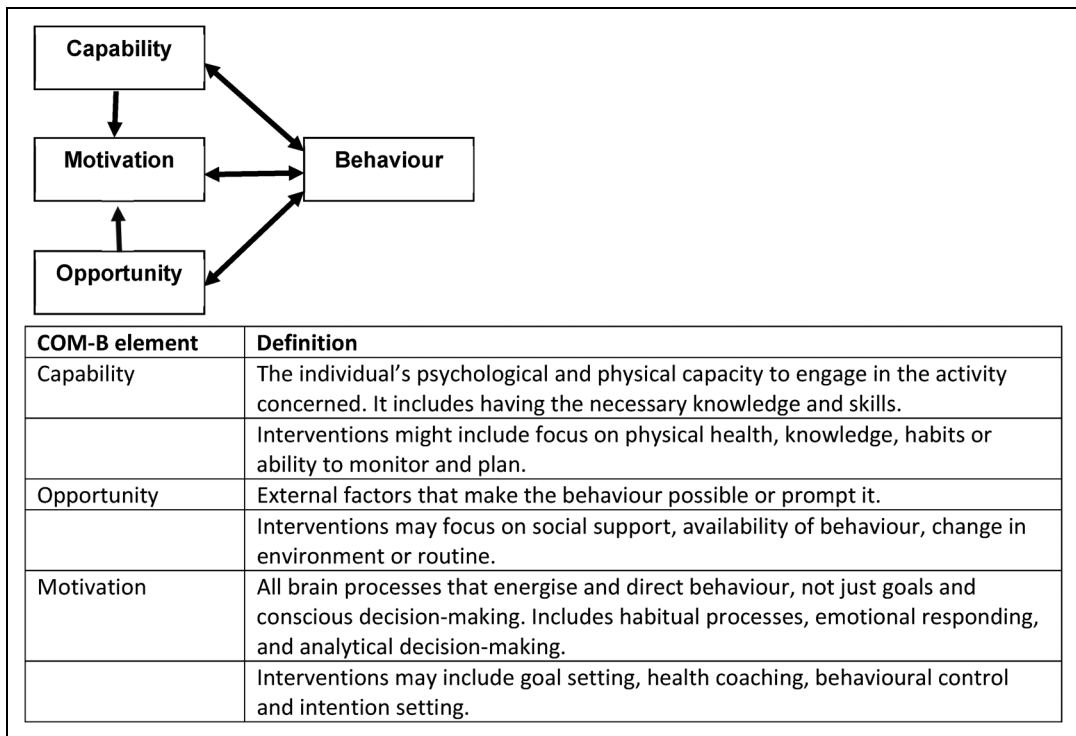 Capability
Motivation
Behaviour
Opportunity
COM-B element Definition
Capability The individual’s psychological and physical capacity to engage in the activity
concerned. It includes having the necessary knowledge and skills.
Interventions might include focus on physical health, knowledge, habits or
ability to monitor and plan.
Opportunity External factors that make the behaviour possible or prompt it.
Interventions may focus on social support, availability of behaviour, change in
environment or routine.
Motivation All brain processes that energise and direct behaviour, not just goals and
conscious decision-making. Includes habitual processes, emotional responding,
and analytical decision-making.
Interventions may include goal setting, health coaching, behavioural control
and intention setting.